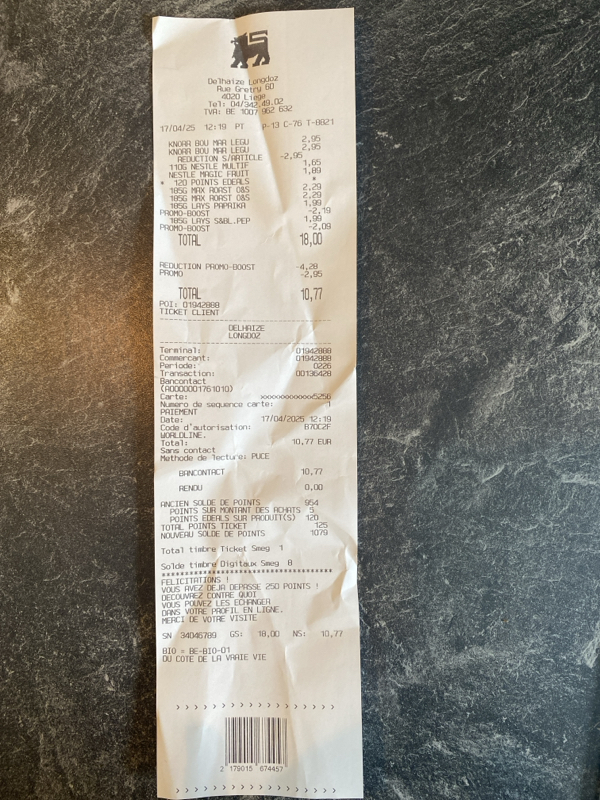 Delhaize Longdoz
Rue Gretry 60
4020 Liege
Tel: 04/342.49.02
TVA: BE 1007 962 632
17/04/25 12:19 PT P-13 C-76 T-8821
KNORR BOU MAR LEGU 2,95
KNORR BOU MAR LEGU 2,95
REDUCTION S/ARTICLE -2,95
110G NESTLE MULTIF 1,65
NESTLE MAGIC FRUIT 1,89
* 120 POINTS EDEALS *
185G MAX RORST O&S 2,29
185G MAX RORST O&S 2,29
185G LAYS PAPRIKA 1,99
PROMO-BOOST -2,19
185G LAYS S&BL.PEP 1,99
PROMO-BOOST -2,09
TOTAL 18,00
REDUCTION PROMO-BOOST -4,28
PROMO -2,95
TOTAL 10,77
POI: 01942888
TICKET CLIENT
DELHAIZE
LONGDOZ
Terminal: 01942888
Commercant: 01942888
Periode: 0226
Transaction: 00136428
Bancontact
(A0000001761010)
Carte: xxxxxxxxxxxx5256
Numero de sequence carte: 1
PAIEMENT
Date: 17/04/2025 12:19
Code d'autorisation: B70C2F
WORLDLINE.
Total: 10,77 EUR
Sans contact
Methode de lecture: PUCE
BANCONTACT 10,77
RENDU 0,00
ANCIEN SOLDE DE POINTS 954
POINTS SUR MONTANT DES ACHATS 5
POINTS EDEALS SUR PRODUIT(S) 120
TOTAL POINTS TICKET 125
NOUVEAU SOLDE DE POINTS 1079
Total timbre Ticket Smeg 1
Solde timbre Digitaux Smeg 8
************************************
FELICITATIONS !
VOUS AVEZ DEJA DEPASSE 250 POINTS !
DECOUVREZ CONTRE QUOI
VOUS POUVEZ LES ECHANGER
DANS VOTRE PROFIL EN LIGNE.
MERCI DE VOTRE VISITE
SN 34046789 GS: 18,00 NS: 10,77
BIO = BE-BIO-01
DU COTE DE LA VRAIE VIE
> > > > > > > > > > > > > > >
2 179015 674457
> > > > > > > > > > > > > > >